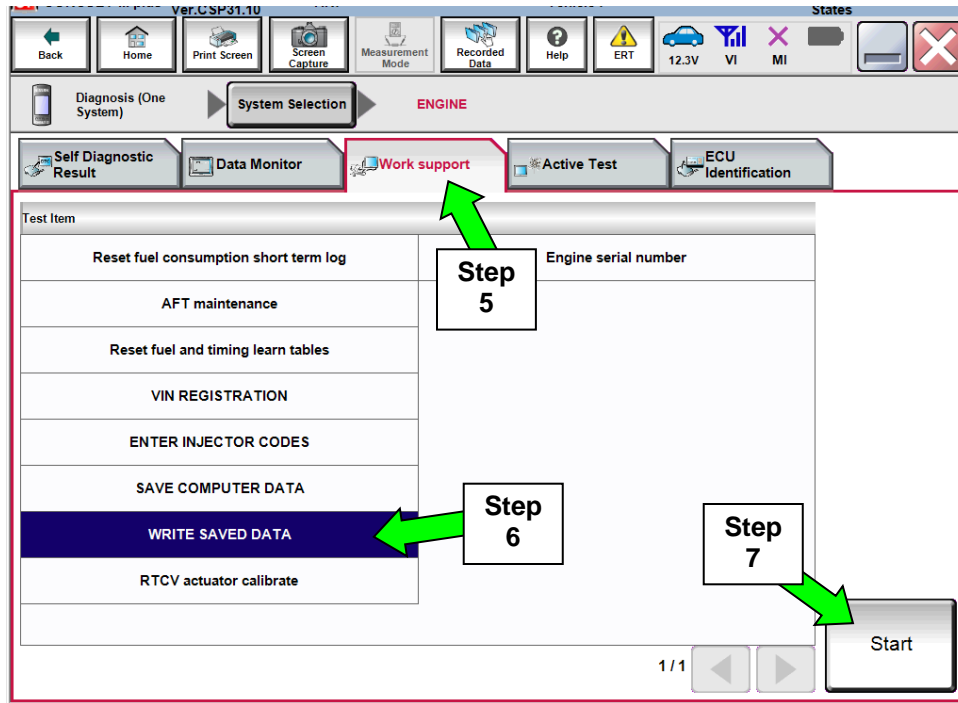 Ver.CSP31.10
States
Back
Home
Print Screen
Screen
Capture
Measurement
Mode
Recorded
Data
Help
ERT
12.3V
VI
MI
Diagnosis (One
System)
System Selection
ENGINE
Self Diagnostic
Result
Data Monitor
Work support
Active Test
ECU
Identification
Test Item
Reset fuel consumption short term log
Engine serial number
Step
5
AFT maintenance
Reset fuel and timing learn tables
VIN REGISTRATION
ENTER INJECTOR CODES
SAVE COMPUTER DATA
WRITE SAVED DATA
Step
6
Step
7
RTCV actuator calibrate
Start
1/1